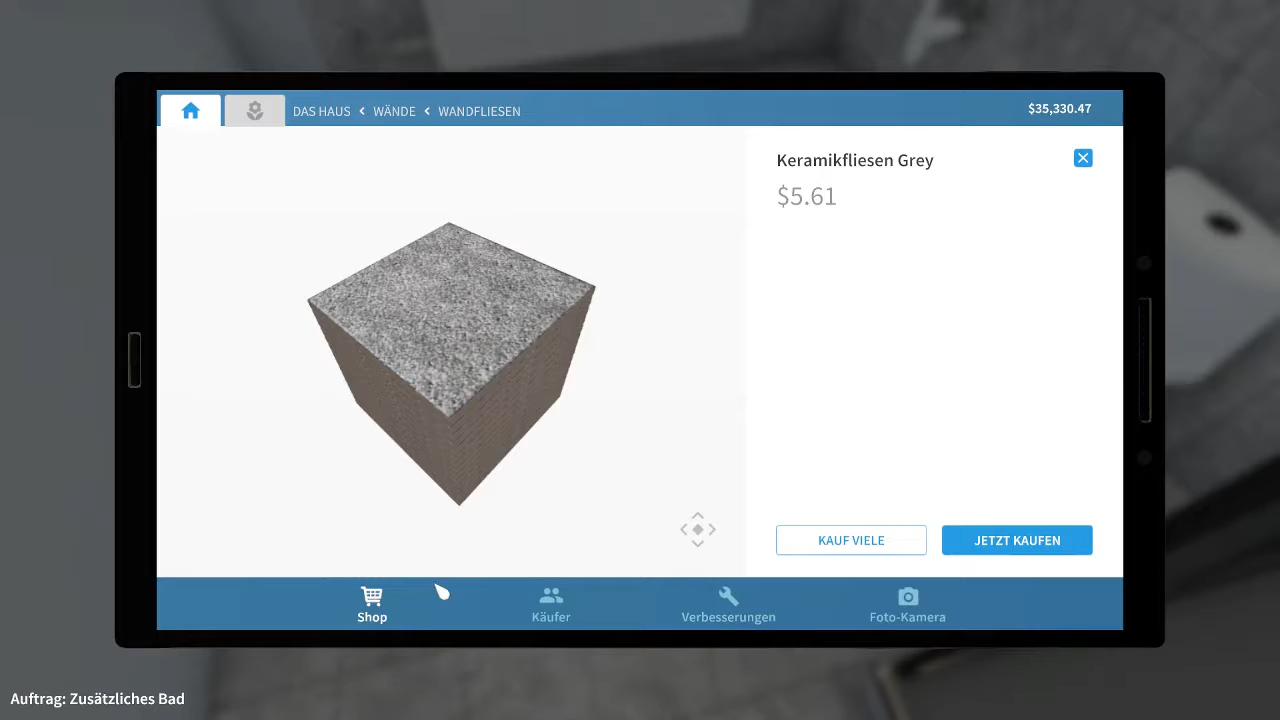 DAS HAUS < WÄNDE < WANDFLIESEN
$35,330.47
Keramikfliesen Grey
$5.61
KAUF VIELE
JETZT KAUFEN
Shop
Käufer
Verbesserungen
Foto-Kamera
Auftrag: Zusätzliches Bad